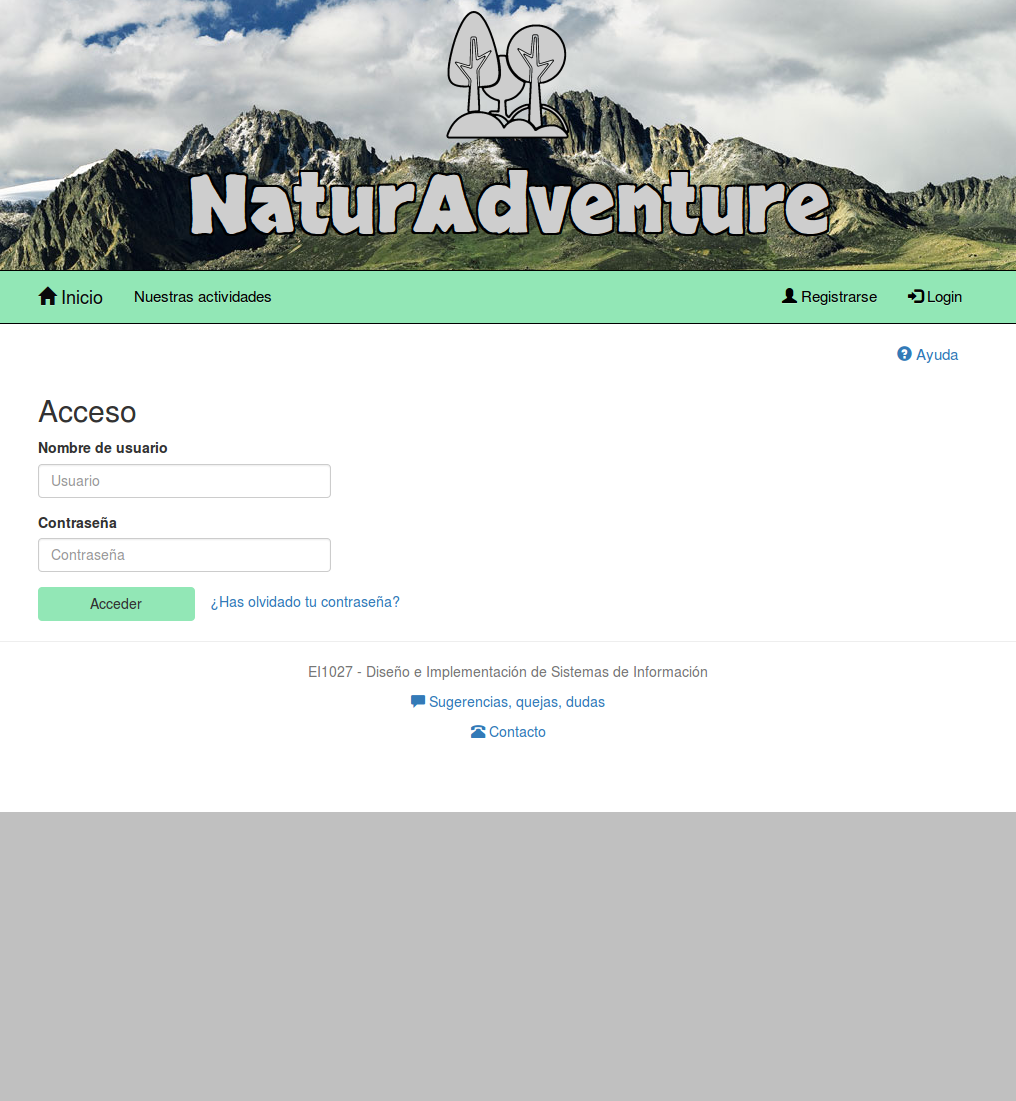 NaturAdventure
Inicio Nuestras actividades Registrarse Login
Ayuda
Acceso
Nombre de usuario
Usuario
Contraseña
Contraseña
Acceder ¿Has olvidado tu contraseña?
EI1027 - Diseño e Implementación de Sistemas de Información
Sugerencias, quejas, dudas
Contacto